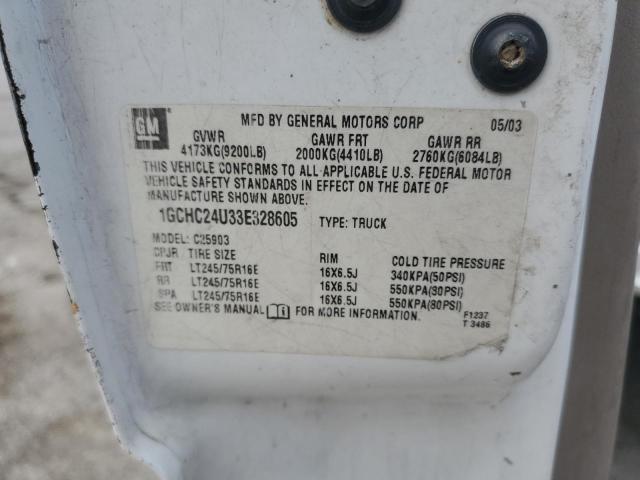 GM
MFD BY GENERAL MOTORS CORP 05/03
GVWR GAWR FRT GAWR RR
4173KG(9200LB) 2000KG(4410LB) 2760KG(6084LB)
THIS VEHICLE CONFORMS TO ALL APPLICABLE U.S. FEDERAL MOTOR
VEHICLE SAFETY STANDARDS IN EFFECT ON THE DATE OF
MANUFACTURE SHOWN ABOVE.
1GCHC24U33E328605 TYPE: TRUCK
MODEL: C25903
TIRE SIZE RIM COLD TIRE PRESSURE
FRT LT245/75R16E 16X6.5J 340KPA(50PSI)
RR LT245/75R16E 16X6.5J 550KPA(80PSI)
SPA LT245/75R16E 16X6.5J 550KPA(80PSI)
SEE OWNER'S MANUAL FOR MORE INFORMATION.
F1237
T 3486